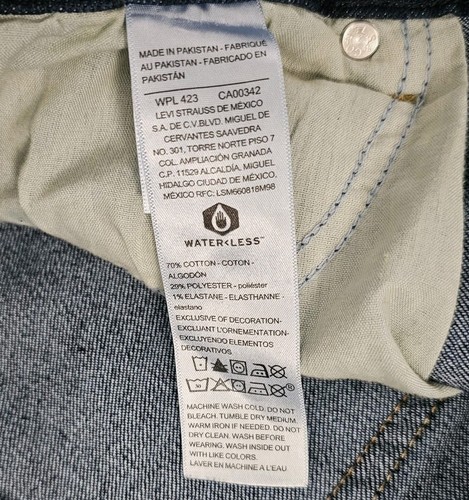 MADE IN PAKISTAN - FABRIQUÉ
AU PAKISTAN - FABRICADO EN
PAKISTÁN
WPL 423 CA00342
LEVI STRAUSS DE MÉXICO
S.A. DE C.V.BLVD. MIGUEL DE
CERVANTES SAAVEDRA
NO. 301, TORRE NORTE PISO 7
COL. AMPLIACIÓN GRANADA
C.P. 11529 ALCALDÍA. MIGUEL
HIDALGO CIUDAD DE MÉXICO,
MÉXICO RFC: LSM660818M98
WATER<LESS™
70% COTTON - COTON -
ALGODÓN
29% POLYESTER - poliéster
1% ELASTANE - ELASTHANNE -
elastano
EXCLUSIVE OF DECORATION-
EXCLUANT L'ORNEMENTATION-
EXCLUYENDO ELEMENTOS
DECORATIVOS
MACHINE WASH COLD. DO NOT
BLEACH. TUMBLE DRY MEDIUM.
WARM IRON IF NEEDED. DO NOT
DRY CLEAN. WASH BEFORE
WEARING. WASH INSIDE OUT
WITH LIKE COLORS.
LAVER EN MACHINE A L'EAU